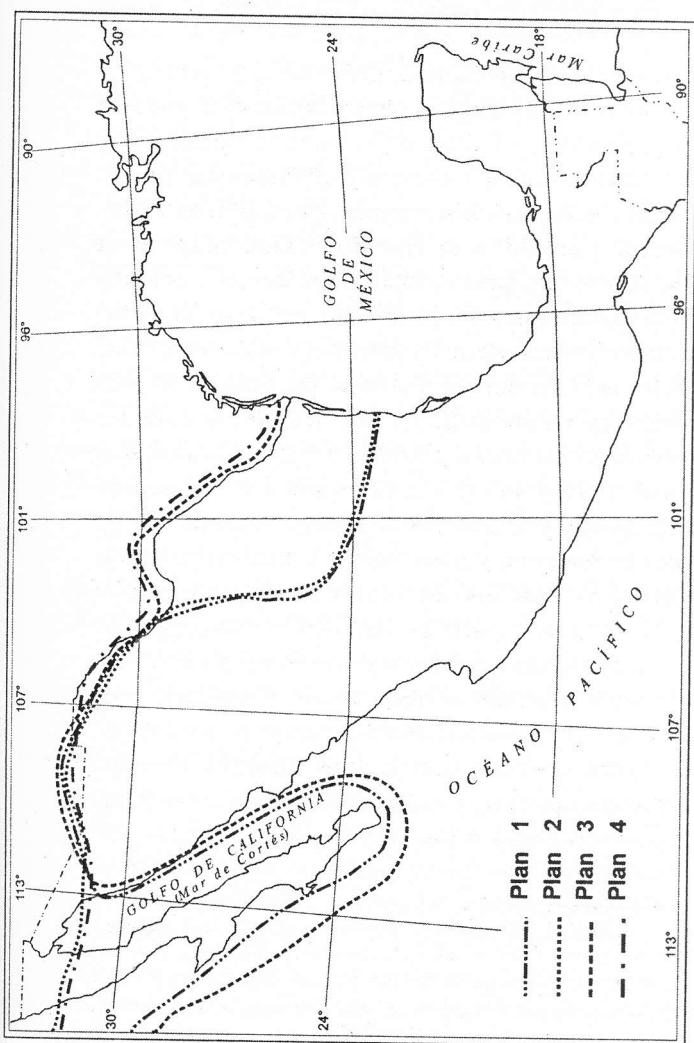 30°
24°
18°
90°
90°
96°
96°
101°
101°
107°
107°
113°
113°
30°
24°
GOLFO
DE
MÉXICO
Mar Caribe
OCÉANO PACÍFICO
GOLFO DE CALIFORNIA
(Mar de Cortés)
Plan 1
Plan 2
Plan 3
Plan 4